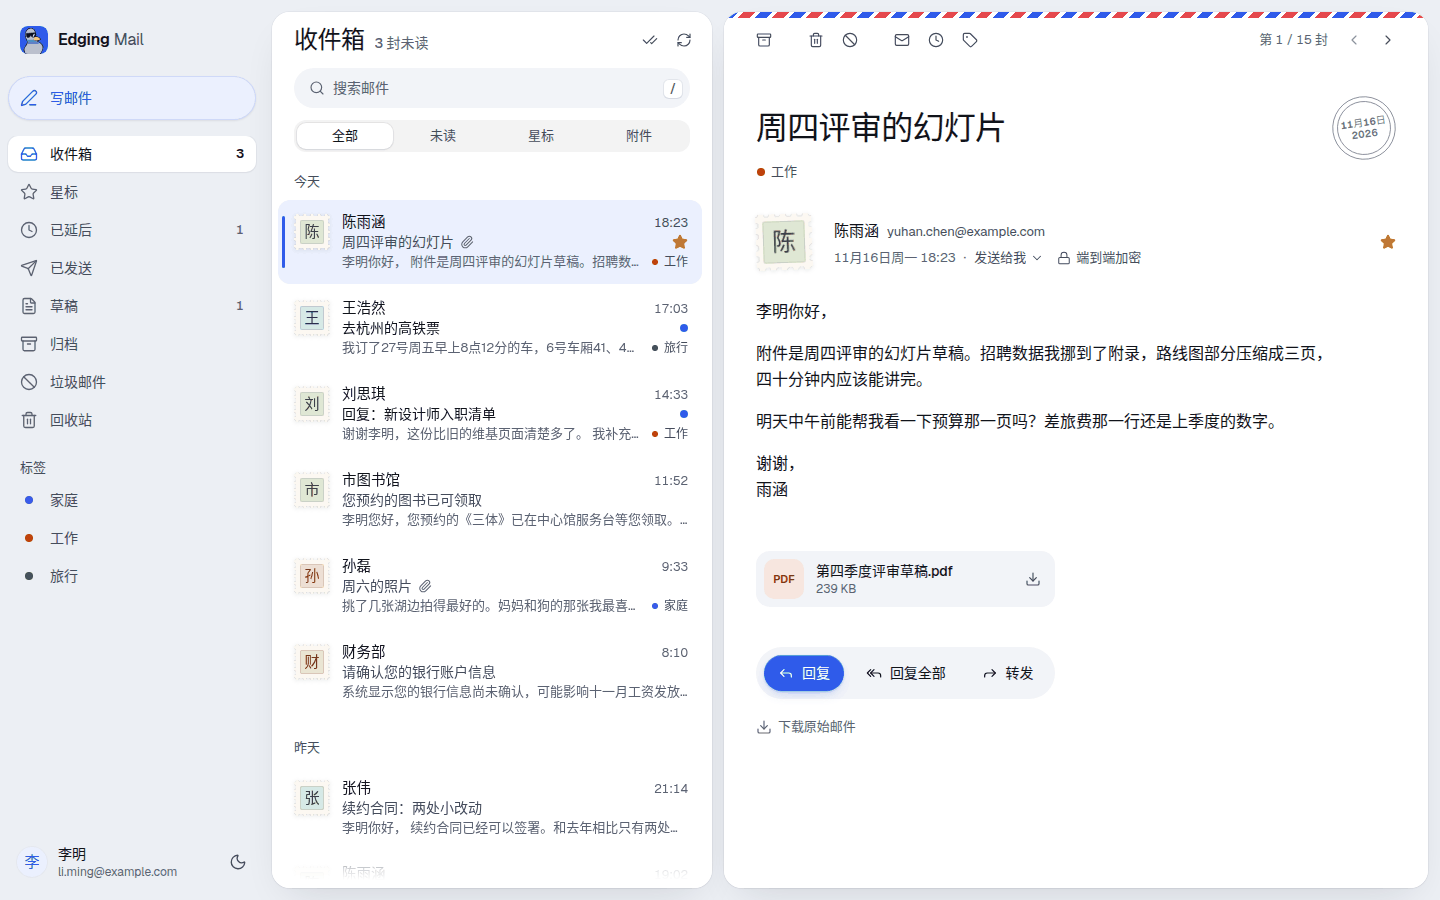 Edging Mail
写邮件
收件箱 3
星标
已延后 1
已发送
草稿 1
归档
垃圾邮件
回收站
标签
家庭
工作
旅行
李
李明
li.ming@example.com
收件箱 3 封未读
搜索邮件 /
全部 未读 星标 附件
今天
陈
陈雨涵 18:23
周四评审的幻灯片
李明你好， 附件是周四评审的幻灯片草稿。招聘数... 工作
王
王浩然 17:03
去杭州的高铁票
我订了27号周五早上8点12分的车，6号车厢41、4... 旅行
刘
刘思琪 14:33
回复：新设计师入职清单
谢谢李明，这份比旧的维基页面清楚多了。 我补充... 工作
市
市图书馆 11:52
您预约的图书已可领取
李明您好，您预约的《三体》已在中心馆服务台等您领取。...
孙
孙磊 9:33
周六的照片
挑了几张湖边拍得最好的。妈妈和狗的那张我最喜... 家庭
财
财务部 8:10
请确认您的银行账户信息
系统显示您的银行信息尚未确认，可能影响十一月工资发放...
昨天
张
张伟 21:14
续约合同：两处小改动
李明你好， 续约合同已经可以签署。和去年相比只有两处...
陈雨涵 19:02
第 1 / 15 封
周四评审的幻灯片
11月16日
2026
工作
陈
陈雨涵 yuhan.chen@example.com
11月16日周一 18:23 · 发送给我 端到端加密
李明你好，
附件是周四评审的幻灯片草稿。招聘数据我挪到了附录，路线图部分压缩成三页，
四十分钟内应该能讲完。
明天中午前能帮我看一下预算那一页吗？差旅费那一行还是上季度的数字。
谢谢，
雨涵
PDF
第四季度评审草稿.pdf
239 KB
回复 回复全部 转发
下载原始邮件